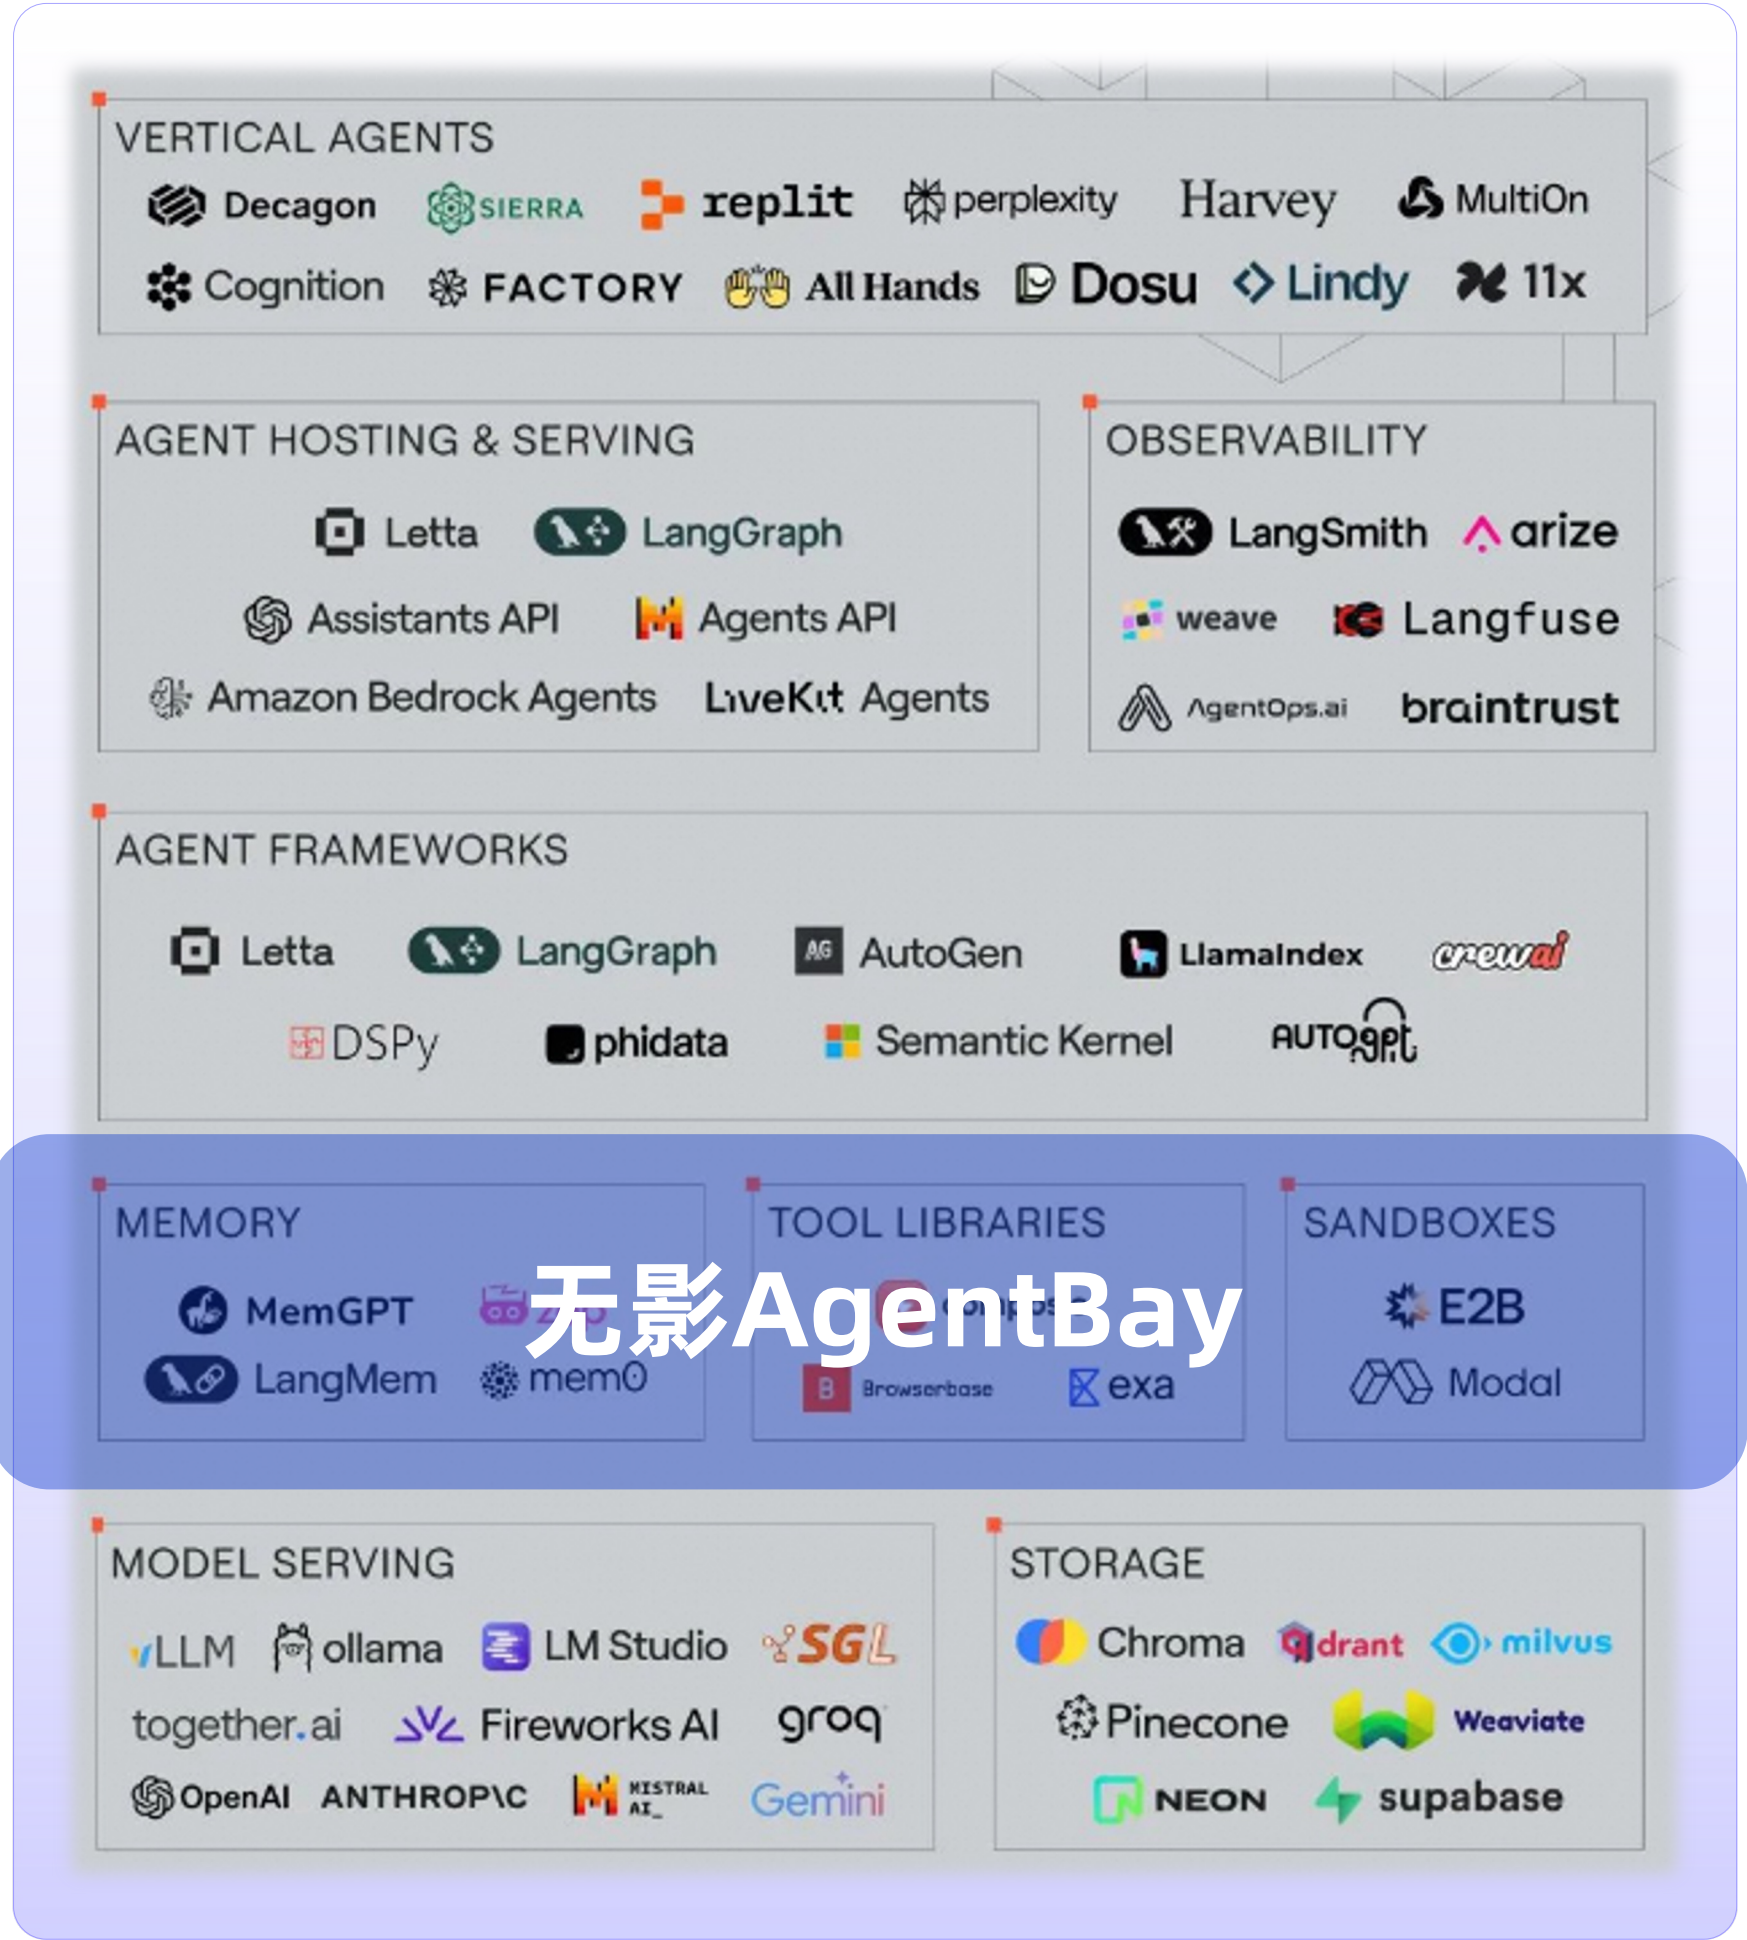 VERTICAL AGENTS
Decagon SIERRA replit perplexity Harvey MultiOn
Cognition FACTORY All Hands Dosu Lindy 11x
AGENT HOSTING & SERVING
Letta LangGraph
Assistants API Agents API
Amazon Bedrock Agents LiveKit Agents
OBSERVABILITY
LangSmith arize
weave Langfuse
AgentOps.ai braintrust
AGENT FRAMEWORKS
Letta LangGraph AG AutoGen LlamaIndex crewai
DSPy phidata Semantic Kernel AUTOgpt
MEMORY
MemGPT
LangMem mem0
TOOL LIBRARIES
B Browserbase exa
SANDBOXES
E2B
Modal
无影AgentBay
MODEL SERVING
vLLM ollama LM Studio SGL
together.ai Fireworks AI groq
OpenAI ANTHROP\C MISTRAL AI_ Gemini
STORAGE
Chroma qdrant milvus
Pinecone Weaviate
NEON supabase